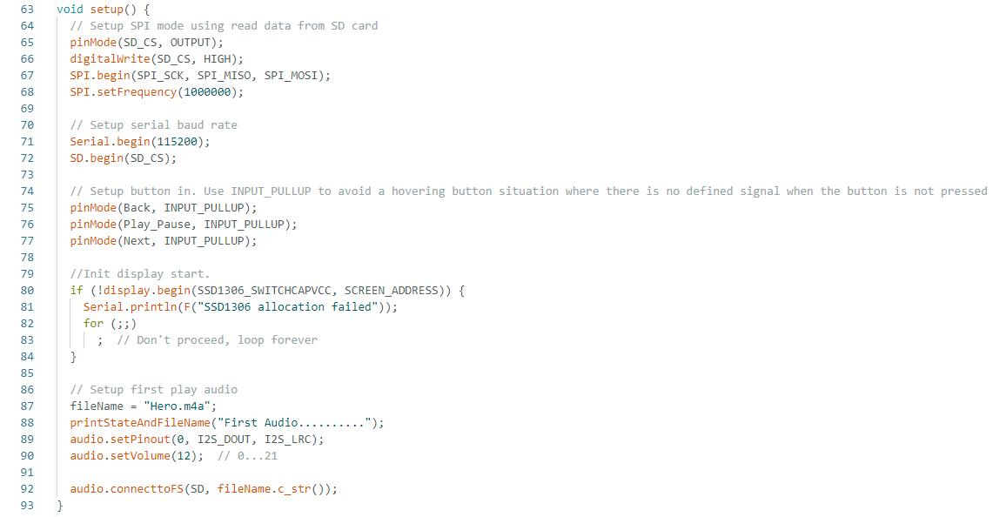 63 void setup() {
64 // Setup SPI mode using read data from SD card
65 pinMode(SD_CS, OUTPUT);
66 digitalWrite(SD_CS, HIGH);
67 SPI.begin(SPI_SCK, SPI_MISO, SPI_MOSI);
68 SPI.setFrequency(1000000);
69
70 // Setup serial baud rate
71 Serial.begin(115200);
72 SD.begin(SD_CS);
73
74 // Setup button in. Use INPUT_PULLUP to avoid a hovering button situation where there is no defined signal when the button is not pressed
75 pinMode(Back, INPUT_PULLUP);
76 pinMode(Play_Pause, INPUT_PULLUP);
77 pinMode(Next, INPUT_PULLUP);
78
79 //Init display start.
80 if (!display.begin(SSD1306_SWITCHCAPVCC, SCREEN_ADDRESS)) {
81 Serial.println(F("SSD1306 allocation failed"));
82 for (;;)
83 ; // Don't proceed, loop forever
84 }
85
86 // Setup first play audio
87 fileName = "Hero.m4a";
88 printStateAndFileName("First Audio..........");
89 audio.setPinout(0, I2S_DOUT, I2S_LRC);
90 audio.setVolume(12); // 0...21
91
92 audio.connecttoFS(SD, fileName.c_str());
93 }